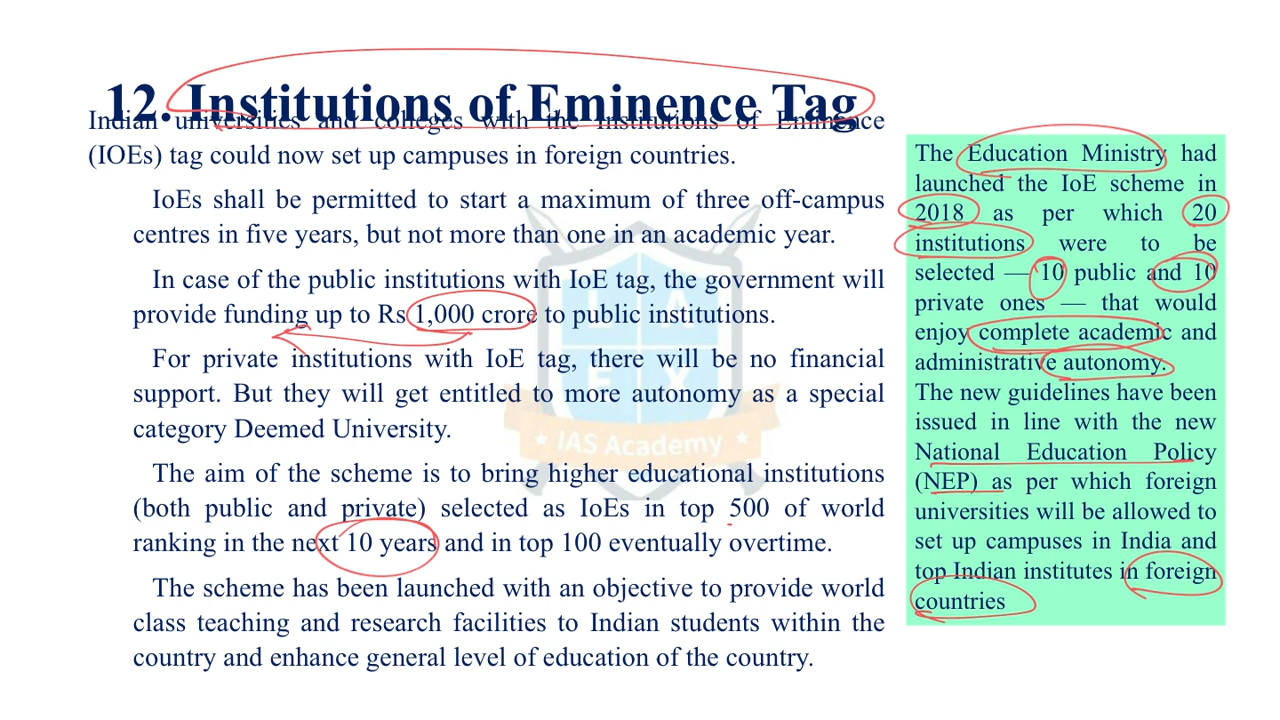 12. Institutions of Eminence Tag
Indian universities and colleges with the Institutions of Eminence
(IOEs) tag could now set up campuses in foreign countries.
IoEs shall be permitted to start a maximum of three off-campus
centres in five years, but not more than one in an academic year.
In case of the public institutions with IoE tag, the government will
provide funding up to Rs 1,000 crore to public institutions.
For private institutions with IoE tag, there will be no financial
support. But they will get entitled to more autonomy as a special
category Deemed University.
The aim of the scheme is to bring higher educational institutions
(both public and private) selected as IoEs in top 500 of world
ranking in the next 10 years and in top 100 eventually overtime.
The scheme has been launched with an objective to provide world
class teaching and research facilities to Indian students within the
country and enhance general level of education of the country.
The Education Ministry had
launched the IoE scheme in
2018 as per which 20
institutions were to be
selected — 10 public and 10
private ones — that would
enjoy complete academic and
administrative autonomy.
The new guidelines have been
issued in line with the new
National Education Policy
(NEP) as per which foreign
universities will be allowed to
set up campuses in India and
top Indian institutes in foreign
countries
IAS Academy